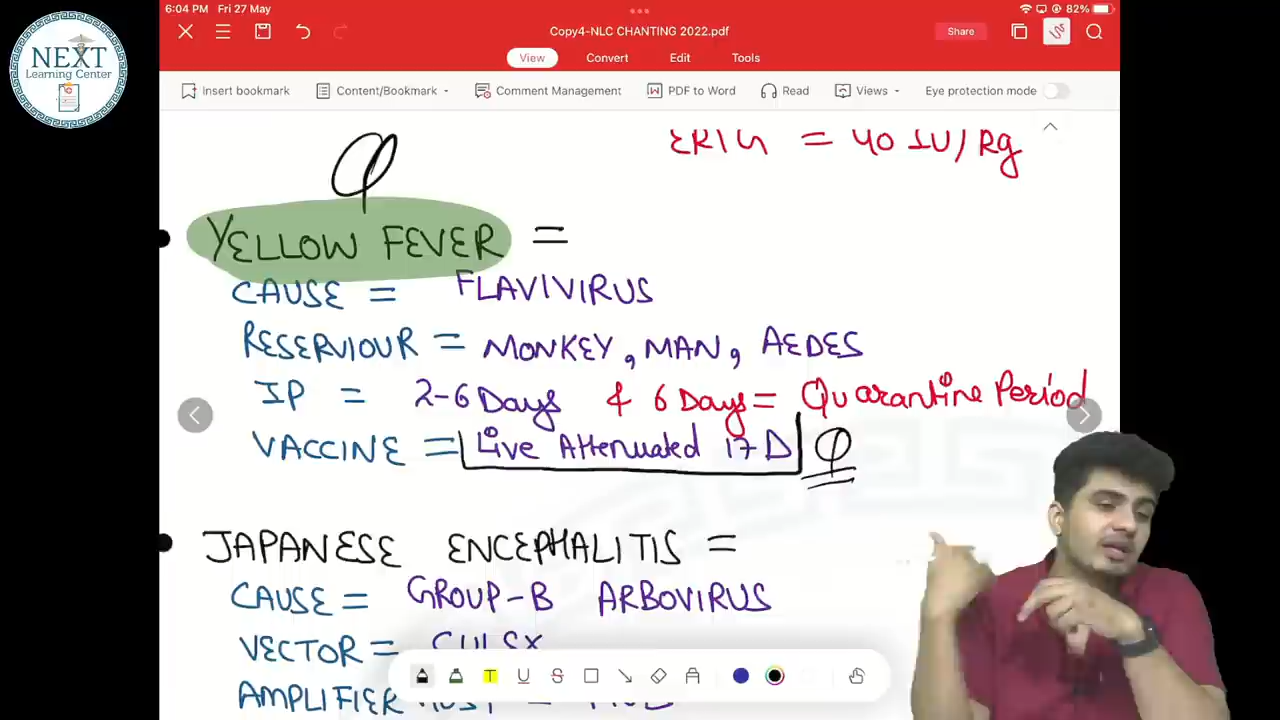 6:04 PM Fri 27 May
82%
NEXT
Learning Center
Copy4-NLC CHANTING 2022.pdf
Share
View Convert Edit Tools
Insert bookmark Content/Bookmark Comment Management PDF to Word Read Views Eye protection mode
ERIG = 40 IU/Kg
YELLOW FEVER =
CAUSE = FLAVIVIRUS
RESERVIOUR = MONKEY, MAN, AEDES
IP = 2-6 Days & 6 Days = Quarantine Period
VACCINE = Live Attenuated 17 D
JAPANESE ENCEPHALITIS =
CAUSE = GROUP-B ARBOVIRUS
VECTOR = CULEX
AMPLIFIER HOST =